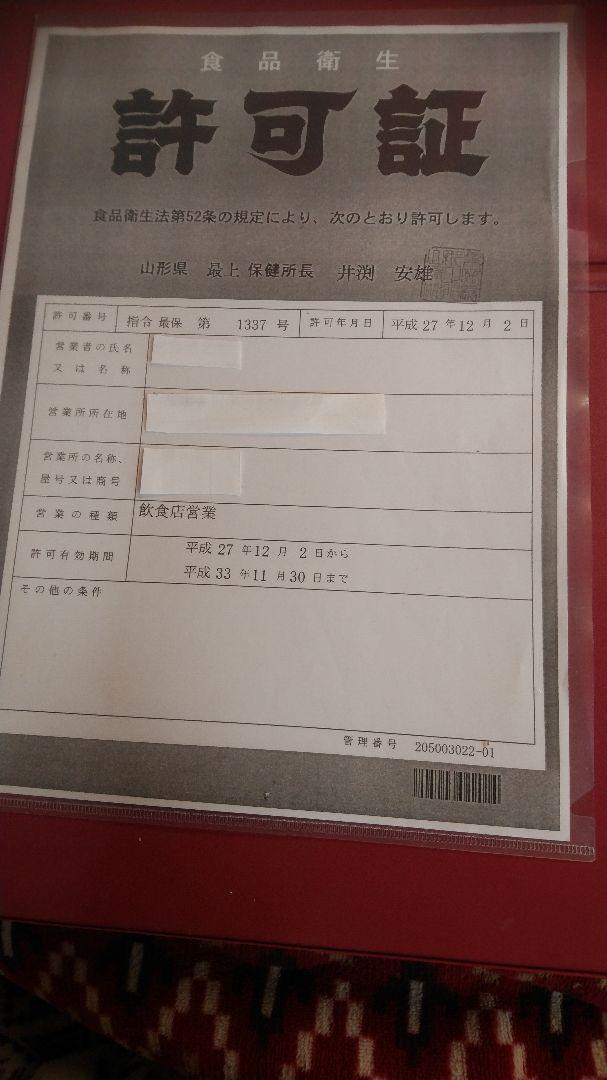 食品衛生
許可証
食品衛生法第52条の規定により、次のとおり許可します。
山形県 最上 保健所長 井渕 安雄
許可番号 指令 最保 第 1337 号 許可年月日 平成 27 年 12 月 2 日
営業者の氏名
又は名称
営業所所在地
営業所の名称、
屋号又は商号
営業の種類 飲食店営業
許可有効期間 平成 27 年 12 月 2 日から
平成 33 年 11 月 30 日まで
その他の条件
管理番号 205003022-01